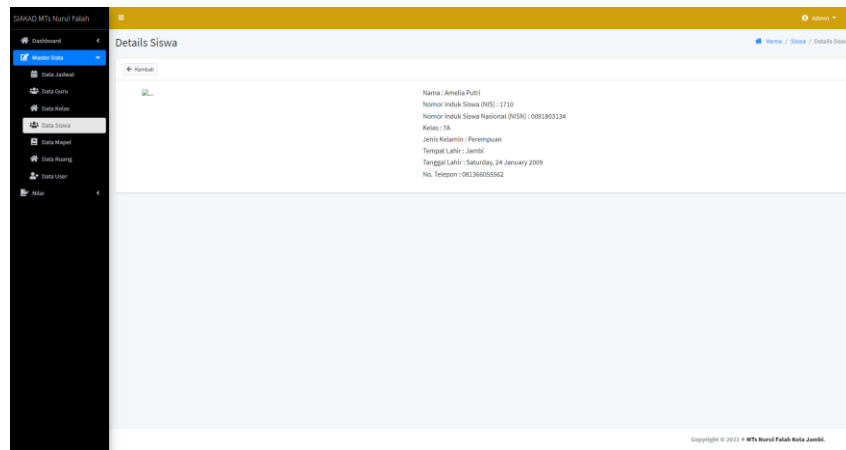 SIAKAD MTs Nurul Falah
Admin
Dashboard
Master Data
Data Jadwal
Data Guru
Data Kelas
Data Siswa
Data Mapel
Data Ruang
Data User
Nilai
Details Siswa
Home / Siswa / Details Sisw
Kembali
Nama : Amelia Putri
Nomor Induk Siswa (NIS) : 1710
Nomor Induk Siswa Nasional (NISN) : 0091803134
Kelas : 7A
Jenis Kelamin : Perempuan
Tempat Lahir : Jambi
Tanggal Lahir : Saturday, 24 January 2009
No. Telepon : 081366055562
Copyright © 2021 + MTs Nurul Falah Kota Jambi.